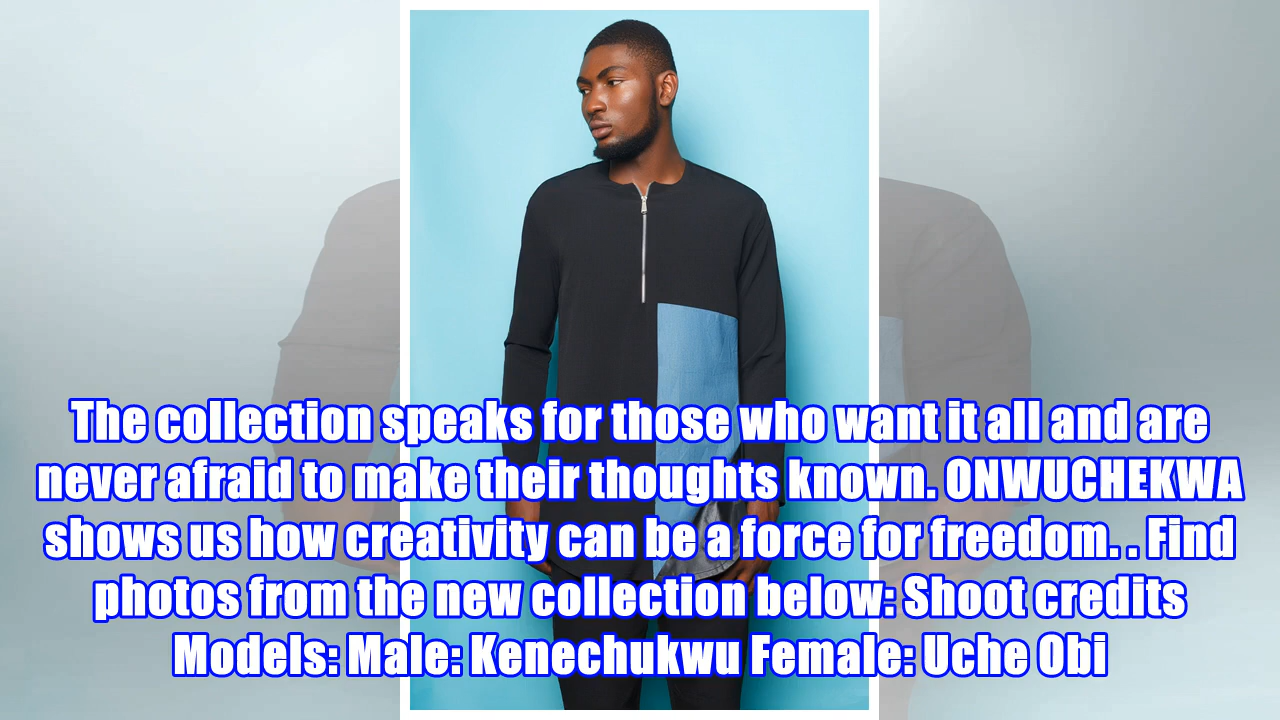 The collection speaks for those who want it all and are
never afraid to make their thoughts known. ONWUCHEKWA
shows us how creativity can be a force for freedom. . Find
photos from the new collection below: Shoot credits
Models: Male: Kenechukwu Female: Uche Obi